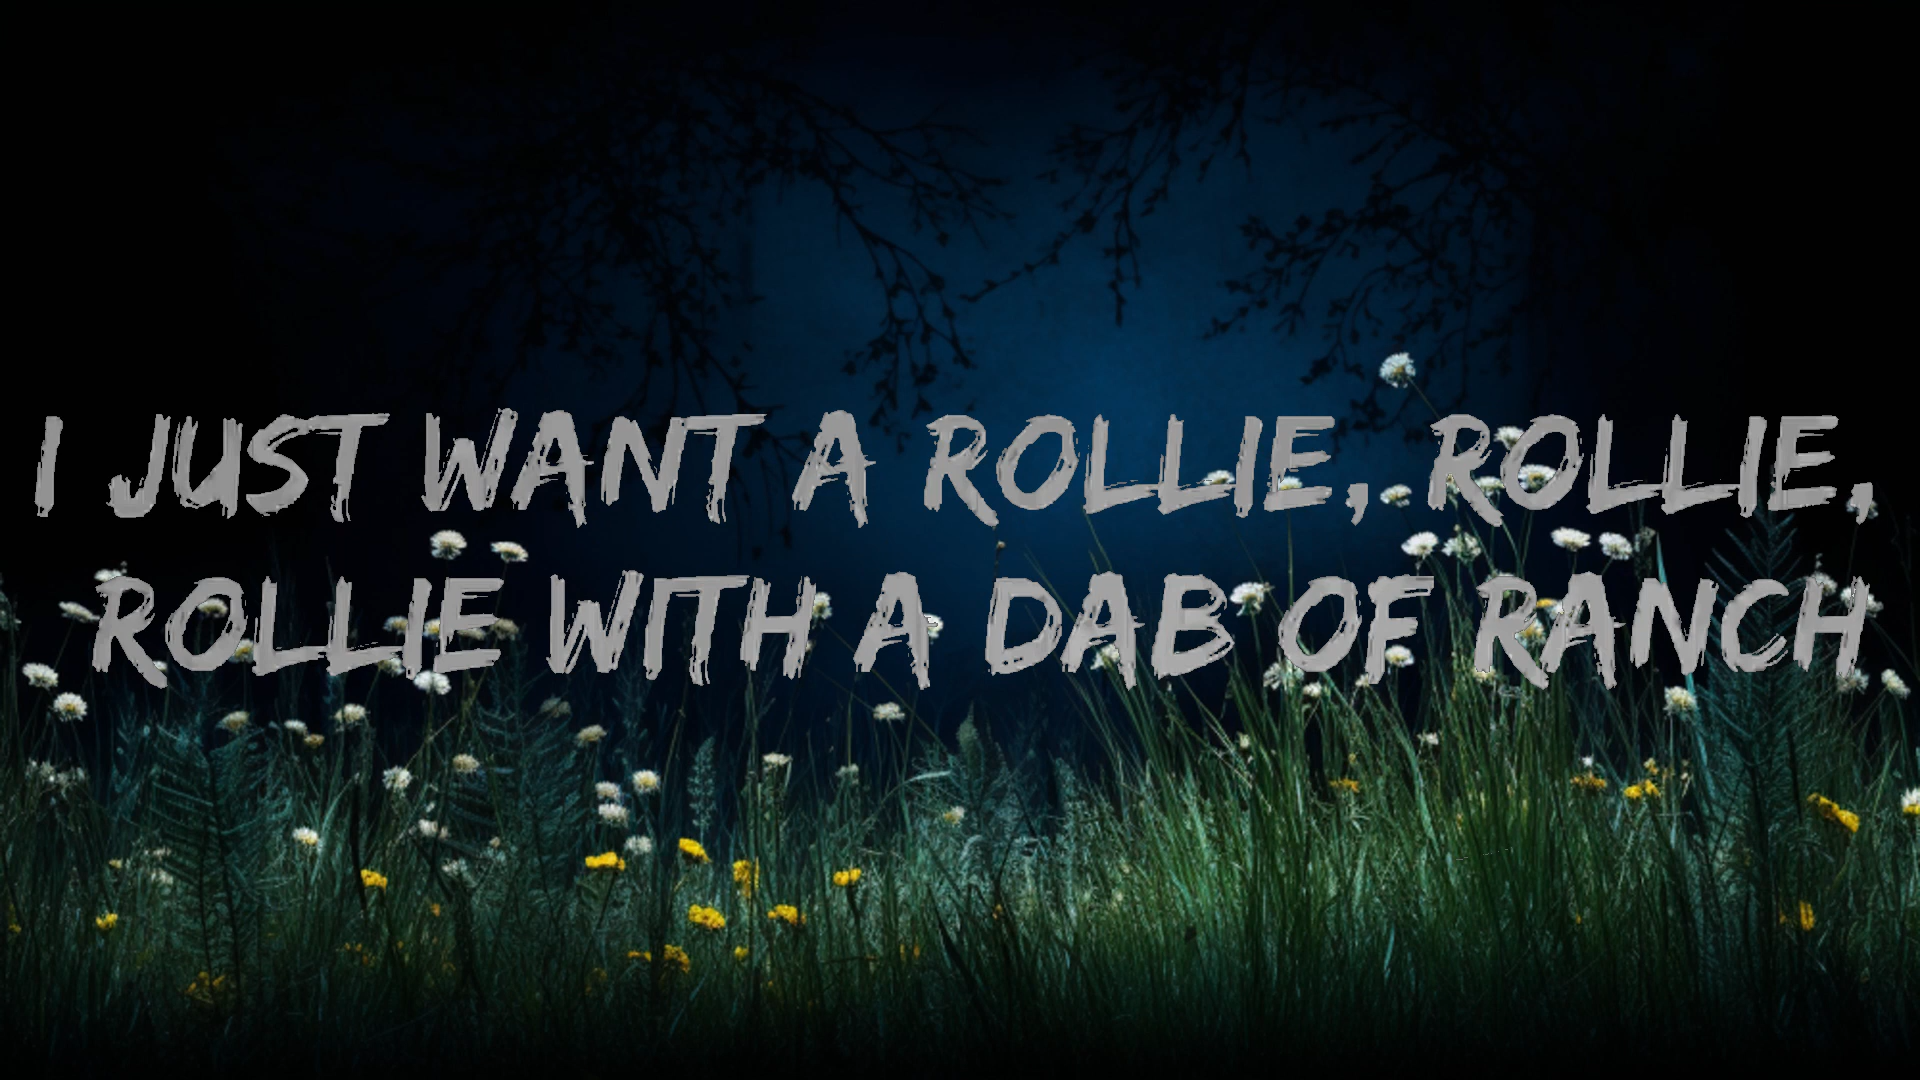 I JUST WANT A ROLLIE, ROLLIE,
ROLLIE WITH A DAB OF RANCH